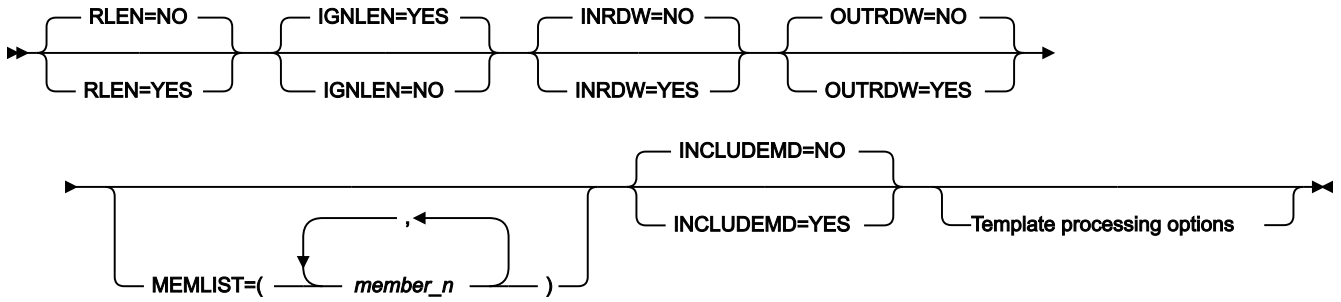 RLEN=NO IGNLEN=YES INRDW=NO OUTRDW=NO
RLEN=YES IGNLEN=NO INRDW=YES OUTRDW=YES
INCLUDEMD=NO
INCLUDEMD=YES Template processing options
,
MEMLIST=( member_n )